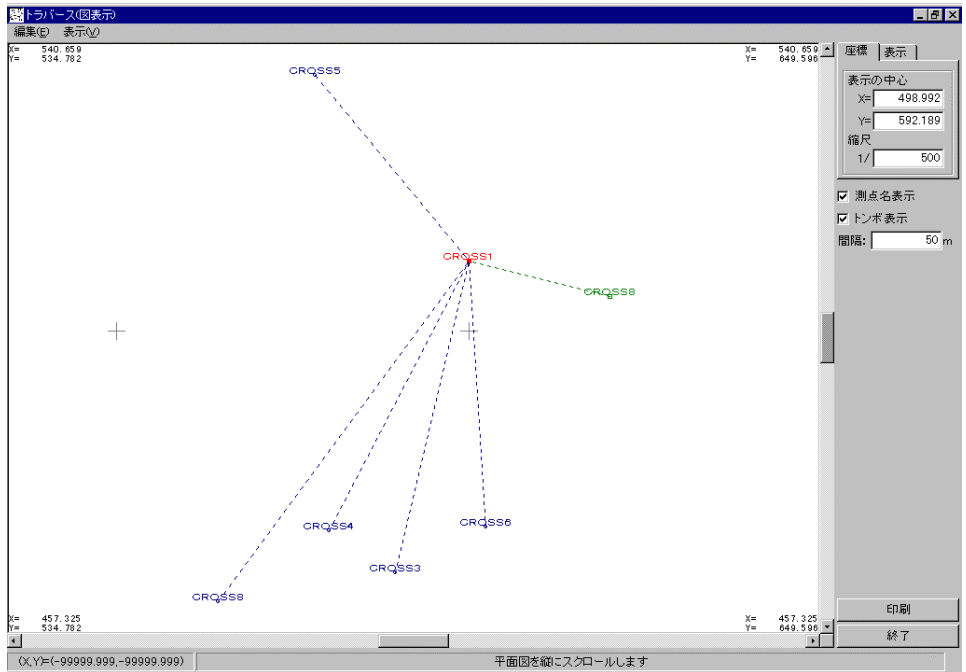 トラバース(図表示)
編集(E) 表示(V)
X= 540.659
Y= 534.782
X= 540.659
Y= 649.596
CROSS5
CROSS1
CROSS8
CROSS4
CROSS6
CROSS3
CROSS8
X= 457.325
Y= 534.782
X= 457.325
Y= 649.596
座標 表示
表示の中心
X= 498.992
Y= 592.189
縮尺
1/ 500
測点名表示
トンボ表示
間隔: 50 m
印刷
終了
(X,Y)=(-99999.999,-99999.999) 平面図を縦にスクロールします